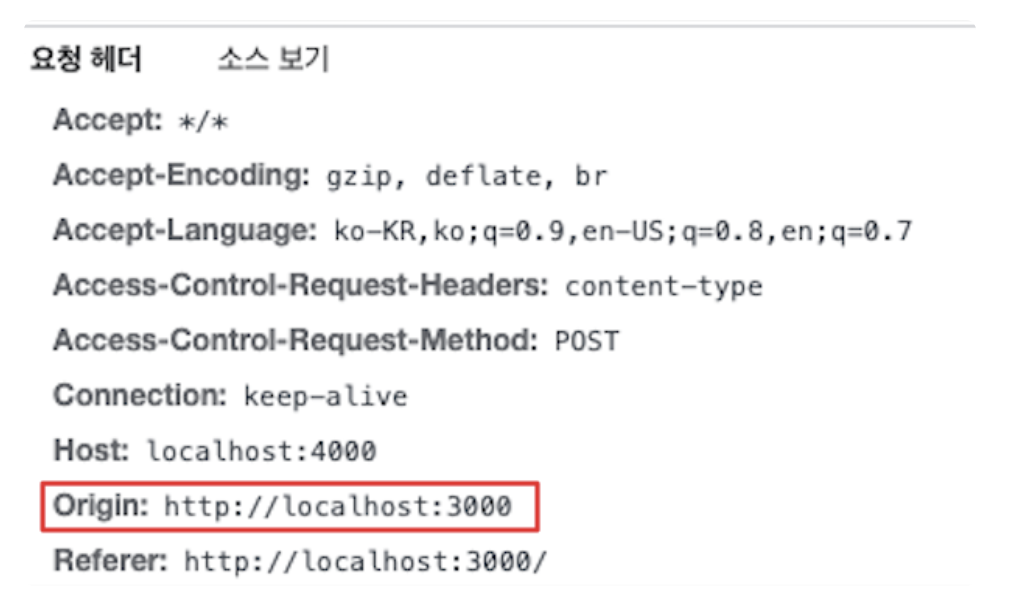 요청 헤더 소스 보기
Accept: */*
Accept-Encoding: gzip, deflate, br
Accept-Language: ko-KR,ko;q=0.9,en-US;q=0.8,en;q=0.7
Access-Control-Request-Headers: content-type
Access-Control-Request-Method: POST
Connection: keep-alive
Host: localhost:4000
Origin: http://localhost:3000
Referer: http://localhost:3000/